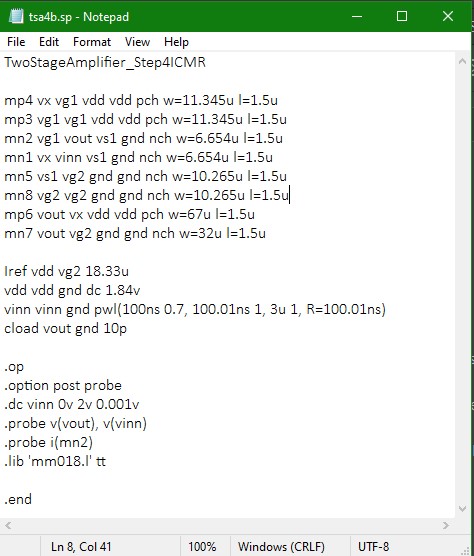 tsa4b.sp - Notepad
File Edit Format View Help
TwoStageAmplifier_Step4ICMR
mp4 vx vg1 vdd vdd pch w=11.345u l=1.5u
mp3 vg1 vg1 vdd vdd pch w=11.345u l=1.5u
mn2 vg1 vout vs1 gnd nch w=6.654u l=1.5u
mn1 vx vinn vs1 gnd nch w=6.654u l=1.5u
mn5 vs1 vg2 gnd gnd nch w=10.265u l=1.5u
mn8 vg2 vg2 gnd gnd nch w=10.265u l=1.5u
mp6 vout vx vdd vdd pch w=67u l=1.5u
mn7 vout vg2 gnd gnd nch w=32u l=1.5u
Iref vdd vg2 18.33u
vdd vdd gnd dc 1.84v
vinn vinn gnd pwl(100ns 0.7, 100.01ns 1, 3u 1, R=100.01ns)
cload vout gnd 10p
.op
.option post probe
.dc vinn 0v 2v 0.001v
.probe v(vout), v(vinn)
.probe i(mn2)
.lib 'mm018.l' tt
.end
Ln 8, Col 41 100% Windows (CRLF) UTF-8